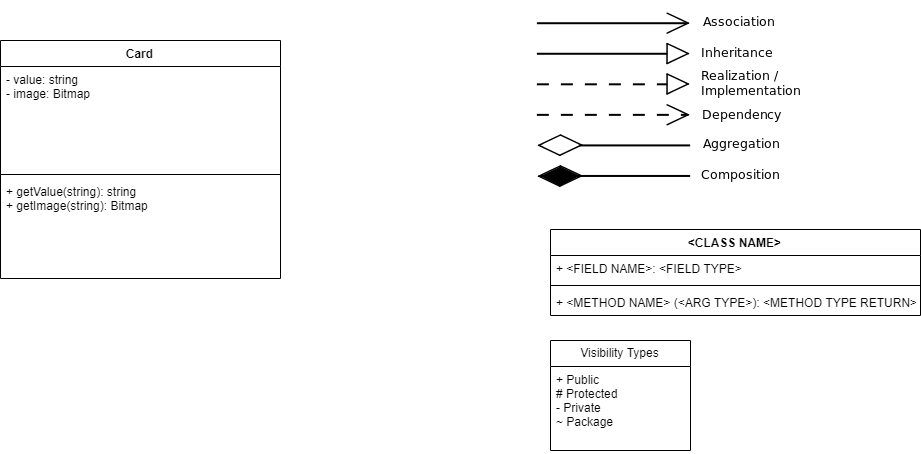 Card
- value: string
- image: Bitmap
+ getValue(string): string
+ getImage(string): Bitmap
Association
Inheritance
Realization /
Implementation
Dependency
Aggregation
Composition
<CLASS NAME>
+ <FIELD NAME>: <FIELD TYPE>
+ <METHOD NAME> (<ARG TYPE>): <METHOD TYPE RETURN>
Visibility Types
+ Public
# Protected
- Private
~ Package